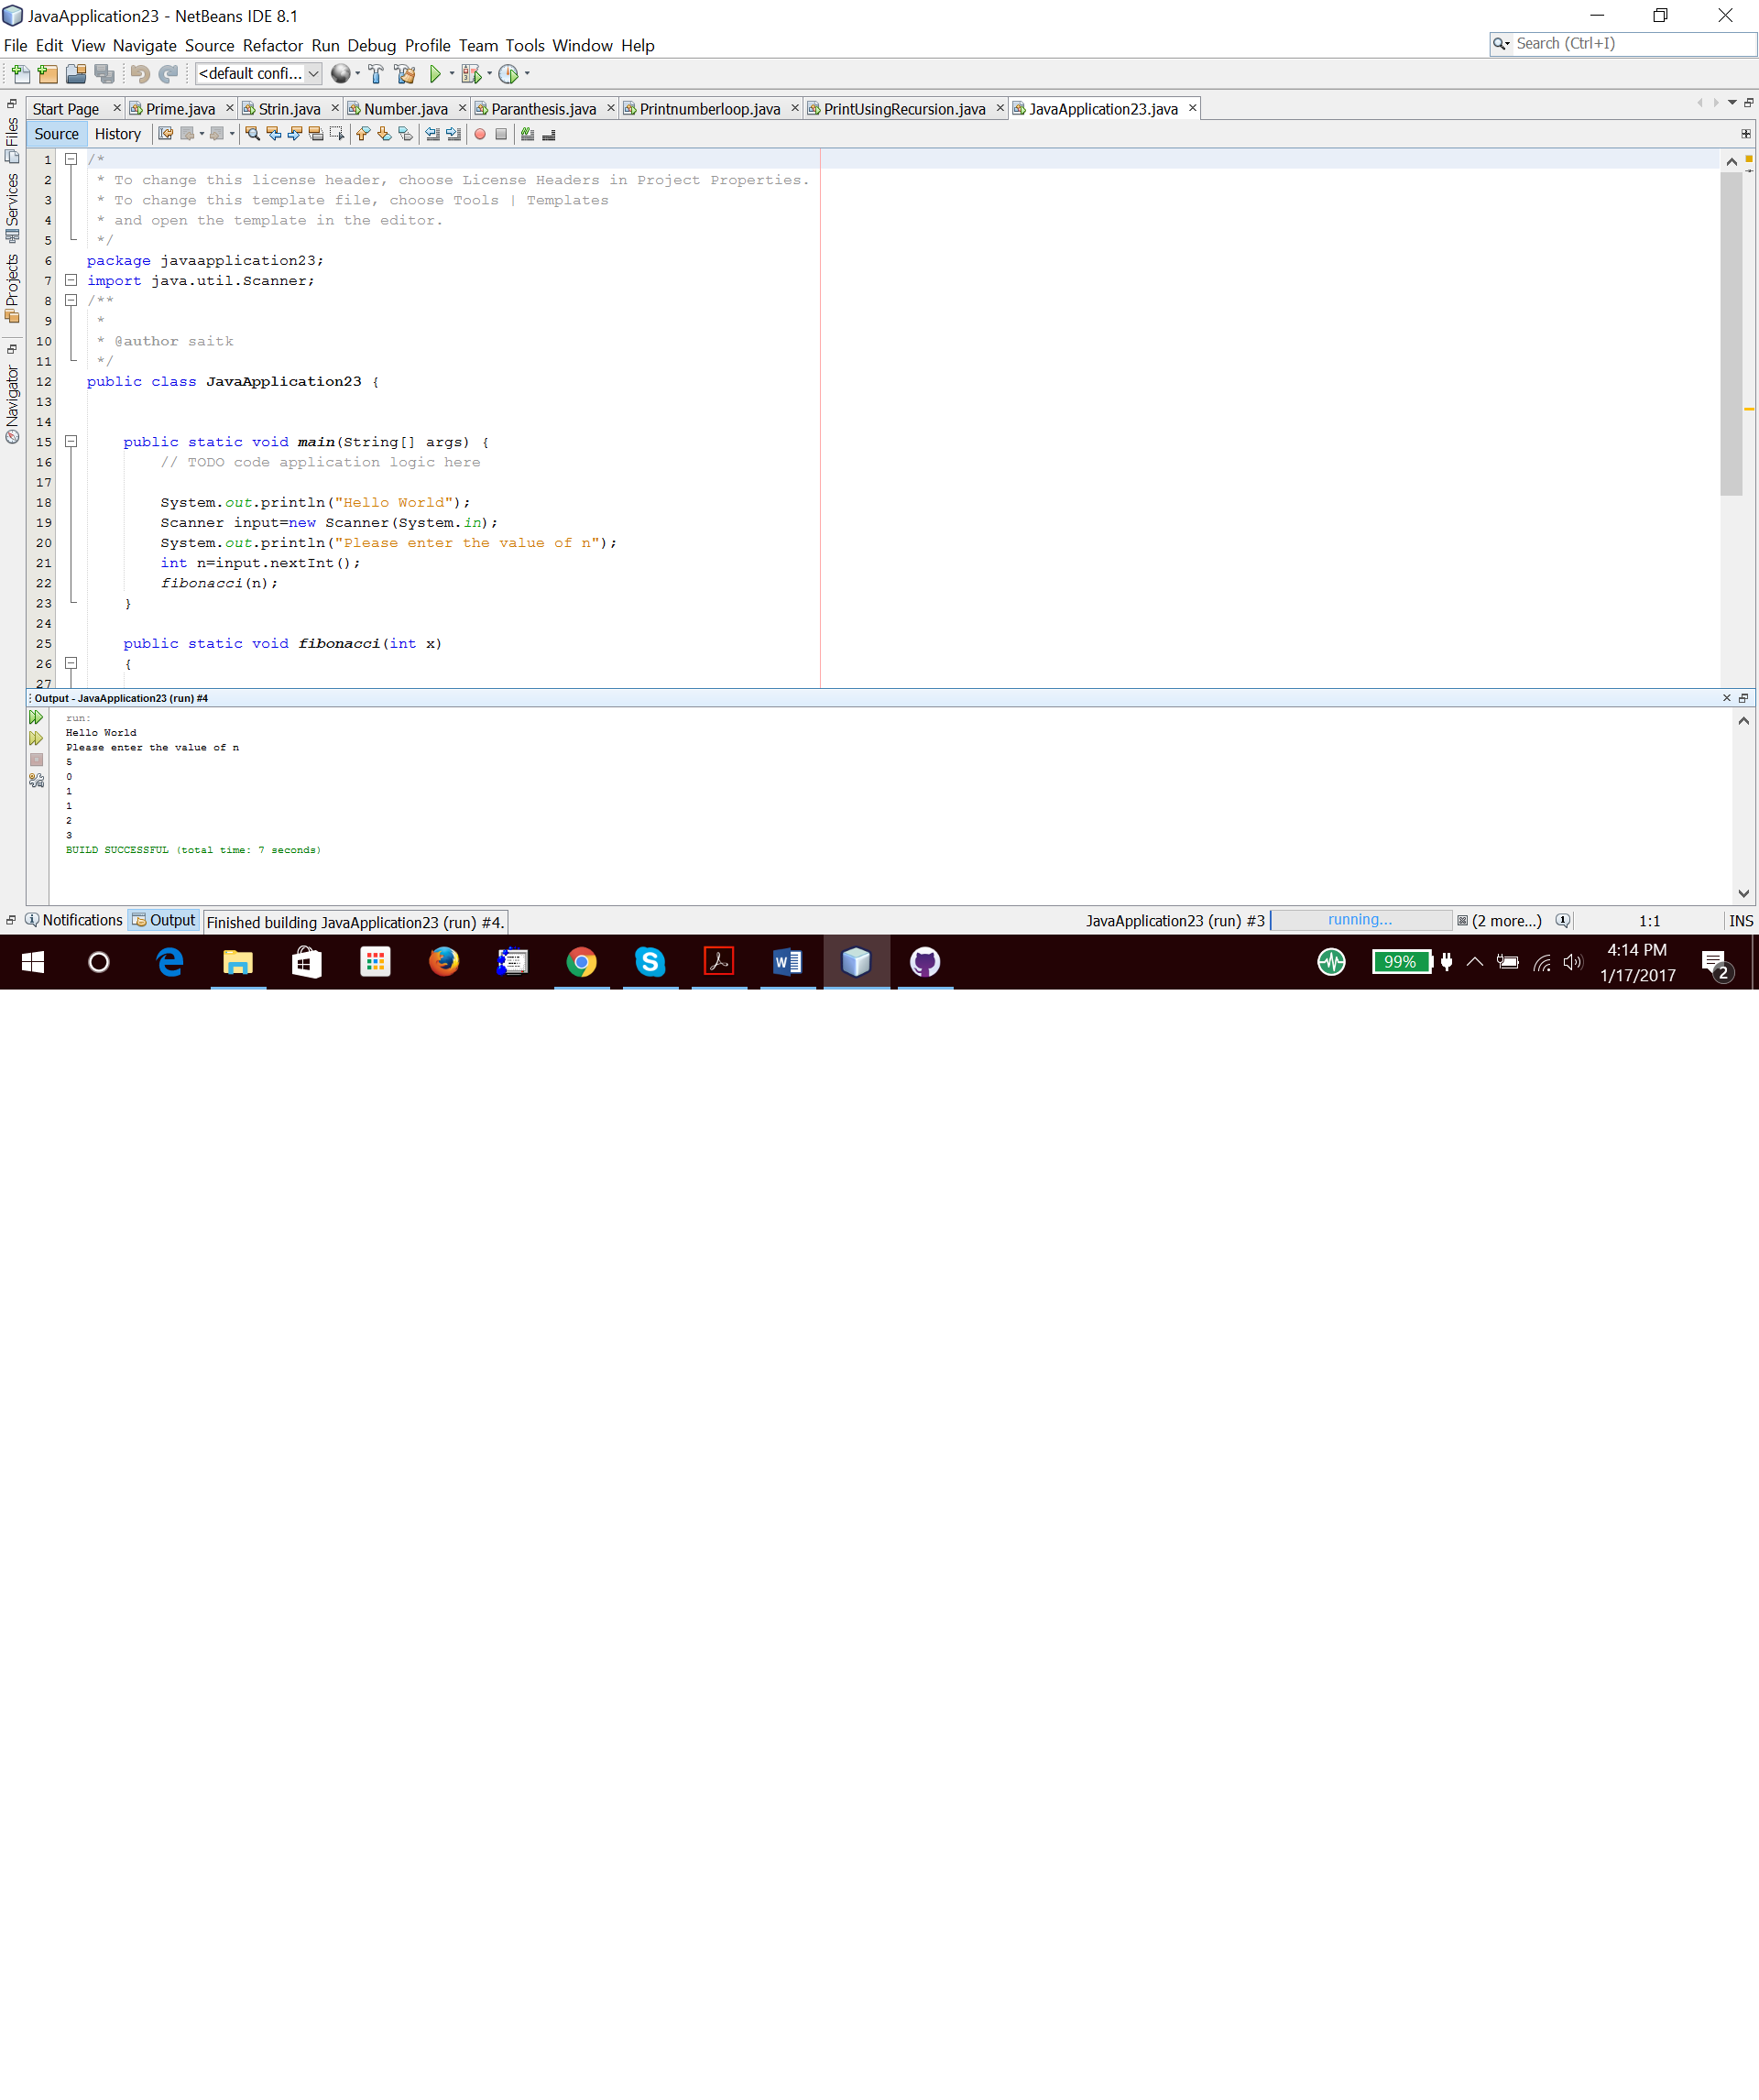 JavaApplication23 - NetBeans IDE 8.1
File Edit View Navigate Source Refactor Run Debug Profile Team Tools Window Help
Search (Ctrl+I)
<default confi...
Start Page Prime.java Strin.java Number.java Paranthesis.java Printnumberloop.java PrintUsingRecursion.java JavaApplication23.java
Source History
Files
Services
Projects
Navigator
1 /*
2 * To change this license header, choose License Headers in Project Properties.
3 * To change this template file, choose Tools | Templates
4 * and open the template in the editor.
5 */
6 package javaapplication23;
7 import java.util.Scanner;
8 /**
9 *
10 * @author saitk
11 */
12 public class JavaApplication23 {
13
14
15 public static void main(String[] args) {
16 // TODO code application logic here
17
18 System.out.println("Hello World");
19 Scanner input=new Scanner(System.in);
20 System.out.println("Please enter the value of n");
21 int n=input.nextInt();
22 fibonacci(n);
23 }
24
25 public static void fibonacci(int x)
26 {
27
Output - JavaApplication23 (run) #4
run:
Hello World
Please enter the value of n
5
0
1
1
2
3
BUILD SUCCESSFUL (total time: 7 seconds)
Notifications Output Finished building JavaApplication23 (run) #4. JavaApplication23 (run) #3 running... (2 more...) 1:1 INS
99% 4:14 PM
1/17/2017
2